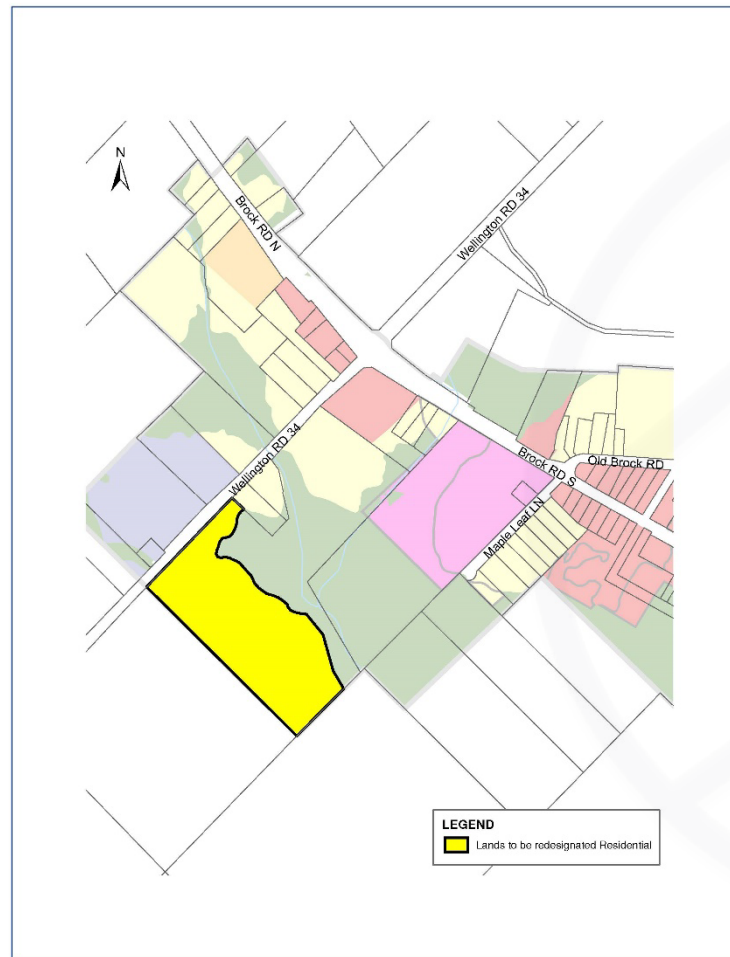 N
Brock RD N
Wellington RD 34
Wellington RD 34
Old Brock RD
Brock RD S
Maple Leaf LN
LEGEND
Lands to be redesignated Residential